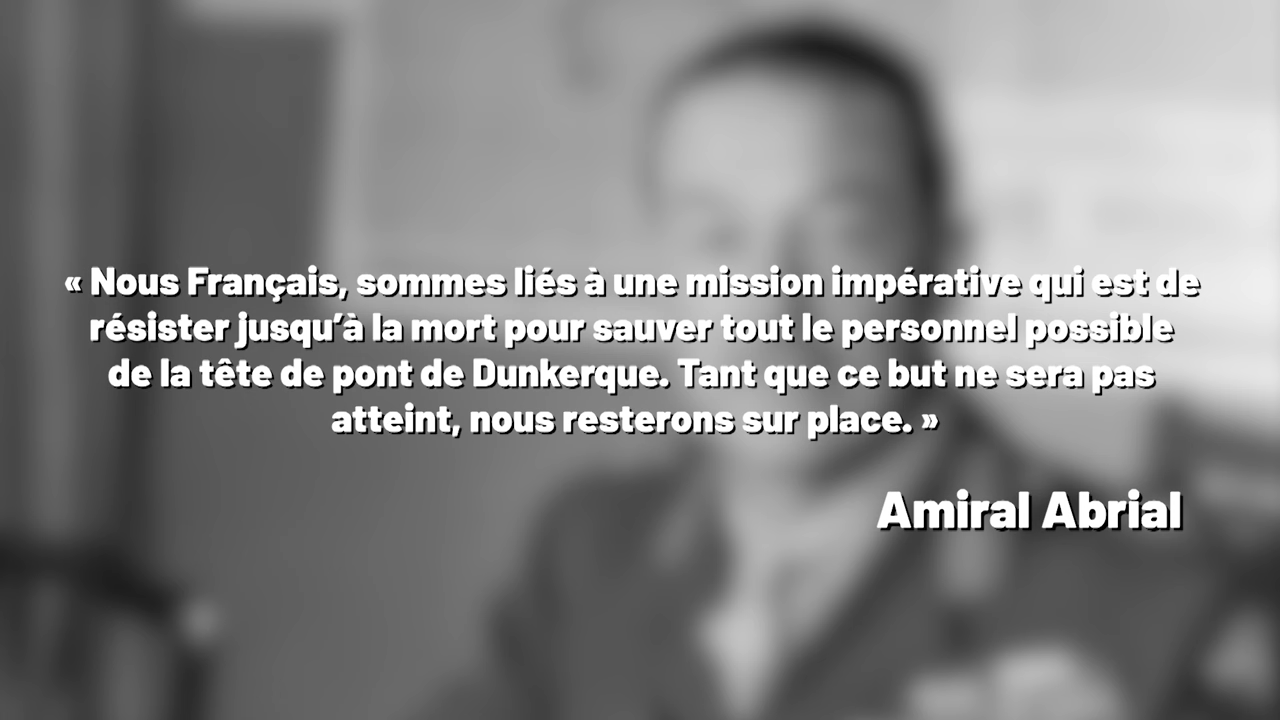 « Nous Français, sommes liés à une mission impérative qui est de
résister jusqu’à la mort pour sauver tout le personnel possible
de la tête de pont de Dunkerque. Tant que ce but ne sera pas
atteint, nous resterons sur place. »
Amiral Abrial